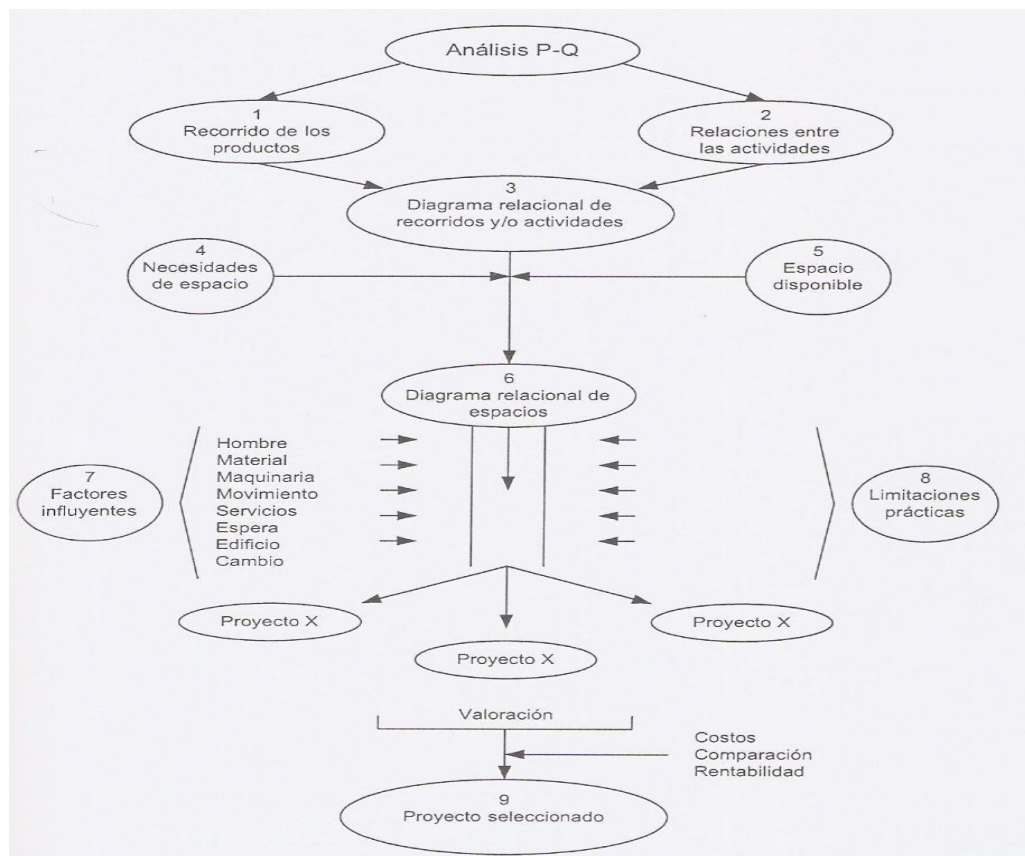 Análisis P-Q
1
Recorrido de los
productos
2
Relaciones entre
las actividades
3
Diagrama relacional de
recorridos y/o actividades
4
Necesidades
de espacio
5
Espacio
disponible
6
Diagrama relacional de
espacios
7
Factores
influyentes
Hombre
Material
Maquinaria
Movimiento
Servicios
Espera
Edificio
Cambio
8
Limitaciones
prácticas
Proyecto X
Proyecto X
Proyecto X
Valoración
Costos
Comparación
Rentabilidad
9
Proyecto seleccionado